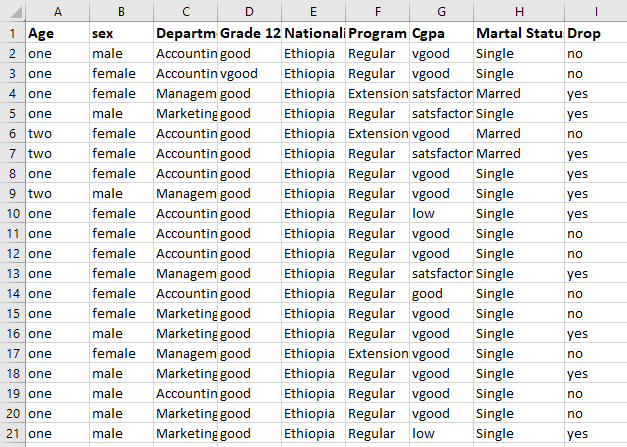 A B C D E F G H I
1 Age sex Departm Grade 12 Nationali Program Cgpa Martal Statu Drop
2 one male Accountin good Ethiopia Regular vgood Single no
3 one female Accountin vgood Ethiopia Regular vgood Single no
4 one female Managem good Ethiopia Extension satsfactor Marred yes
5 one male Marketing good Ethiopia Regular satsfactor Single yes
6 two female Accountin good Ethiopia Extension vgood Marred no
7 two female Accountin good Ethiopia Regular satsfactor Marred yes
8 one female Accountin good Ethiopia Regular vgood Single yes
9 two male Managem good Ethiopia Regular vgood Single yes
10 one female Accountin good Ethiopia Regular low Single yes
11 one female Accountin good Ethiopia Regular vgood Single no
12 one female Accountin good Ethiopia Regular vgood Single no
13 one female Managem good Ethiopia Regular satsfactor Single yes
14 one female Accountin good Ethiopia Regular good Single no
15 one female Marketing good Ethiopia Regular vgood Single no
16 one male Marketing good Ethiopia Regular vgood Single yes
17 one female Managem good Ethiopia Extension vgood Single no
18 one male Marketing good Ethiopia Regular vgood Single yes
19 one male Accountin good Ethiopia Regular vgood Single no
20 one male Marketing good Ethiopia Regular vgood Single no
21 one male Marketing good Ethiopia Regular low Single yes